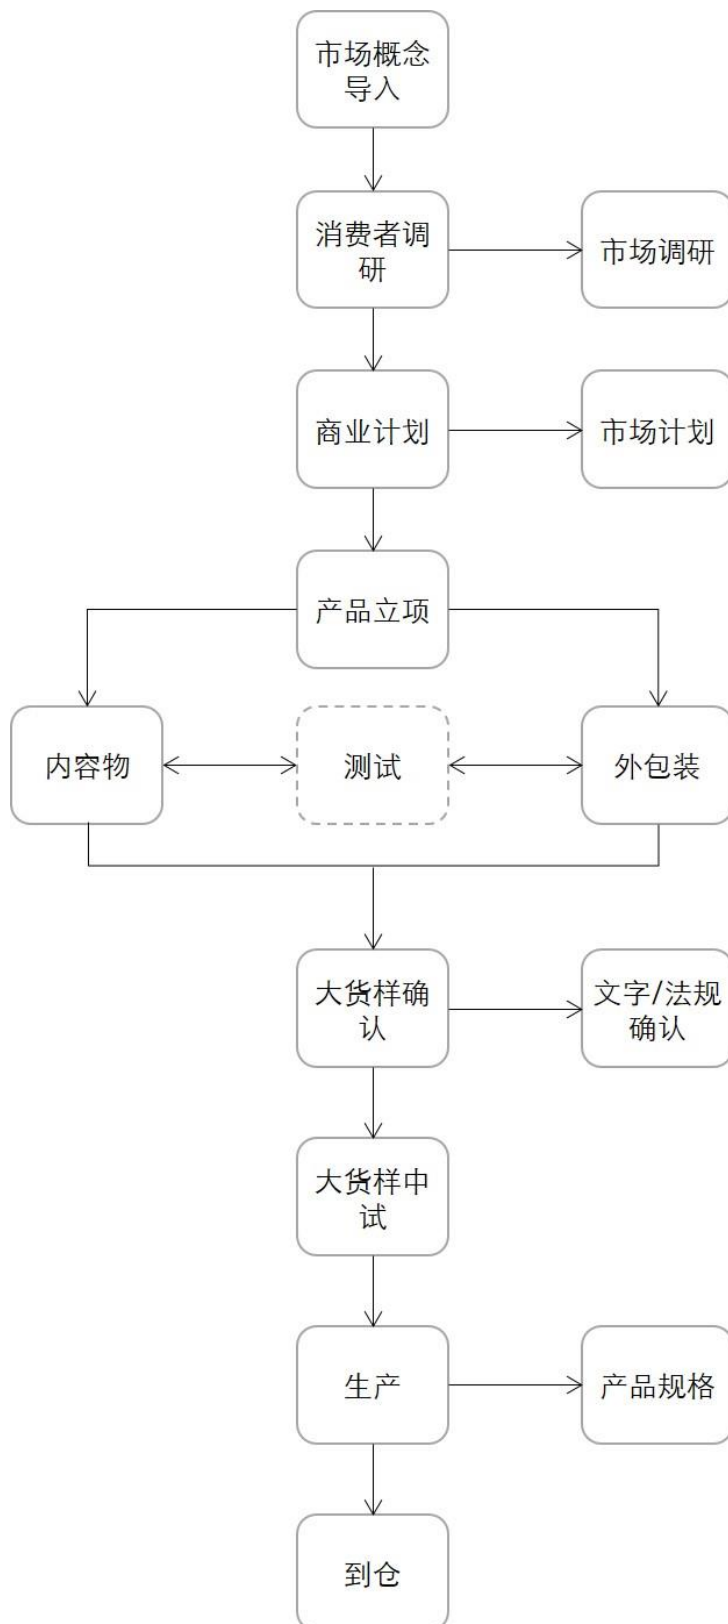 市场概念
导入
消费者调
研
市场调研
商业计划
市场计划
产品立项
内容物
测试
外包装
大货样确
认
文字/法规
确认
大货样中
试
生产
产品规格
到仓